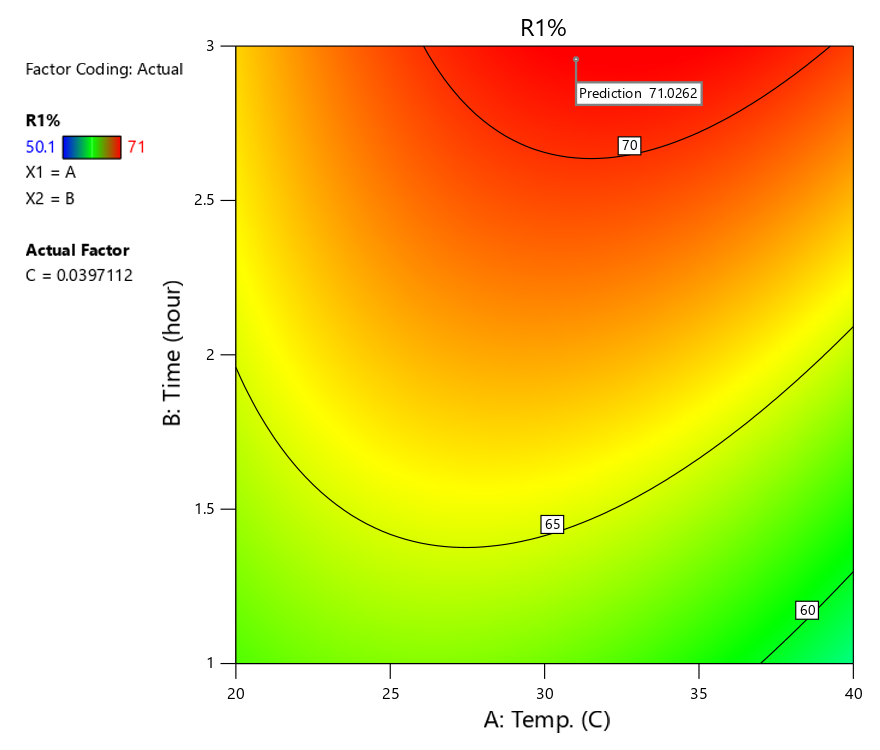 R1%
Factor Coding: Actual
R1%
50.1 71
X1 = A
X2 = B
Actual Factor
C = 0.0397112
B: Time (hour)
3
2.5
2
1.5
1
Prediction 71.0262
70
65
60
20 25 30 35 40
A: Temp. (C)